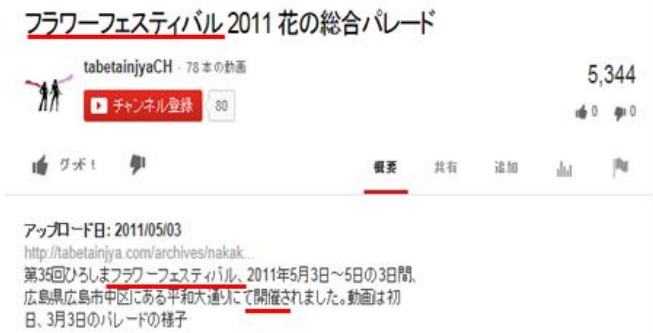 フラワーフェスティバル 2011 花の総合パレード
tabetainjyaCH · 78 本の動画
5,344
チャンネル登録 80
0 0
グッド!
概要 共有 追加
アップロード日: 2011/05/03
http://tabetainjya.com/archives/nakak...
第35回ひろしまフラワーフェスティバル、2011年5月3日～5日の3日間、
広島県広島市中区にある平和大通りにて開催されました。動画は初
日、3月3日のパレードの様子